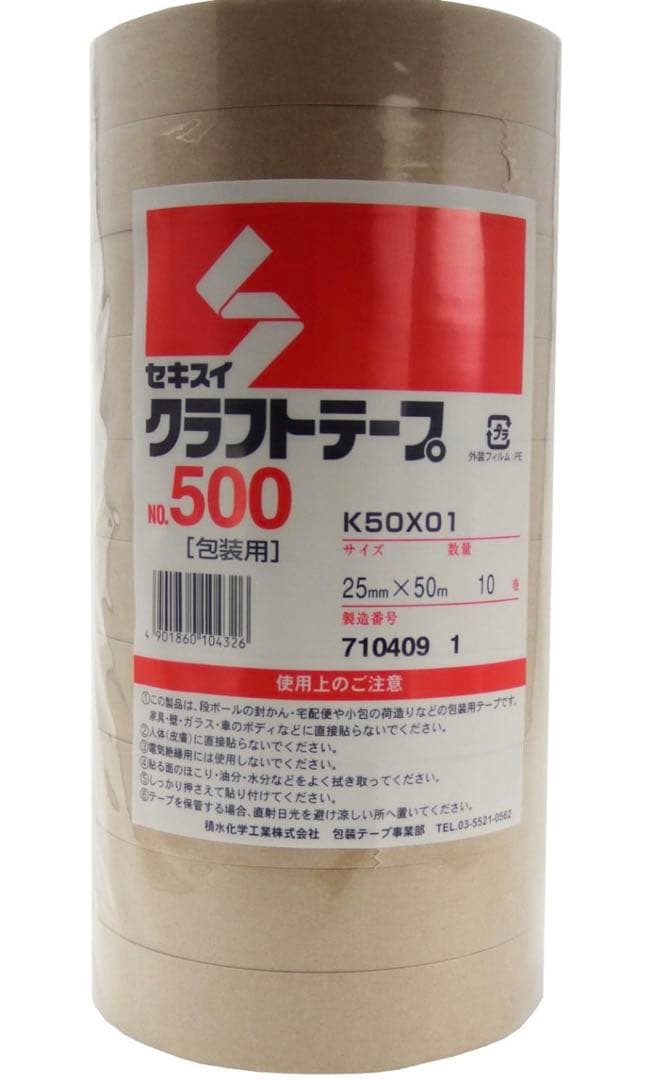 セキスイ
クラフトテープ
プラ
外装フィルム:PE
NO.500
[包装用]
K50X01
サイズ 数量
25mm×50m 10 巻
製造番号
710409 1
4 901860 104326
使用上のご注意
①この製品は、段ボールの封かん・宅配便や小包の荷造りなどの包装用テープです。
家具・壁・ガラス・車のボディなどに直接貼らないでください。
②人体(皮膚)に直接貼らないでください。
③電気絶縁用には使用しないでください。
④貼る面のほこり・油分・水分などをよく拭き取ってください。
⑤しっかり押さえて貼り付けてください。
⑥テープを保管する場合、直射日光を避け涼しい所へ置いてください。
積水化学工業株式会社 包装テープ事業部 TEL.03-5521-0562